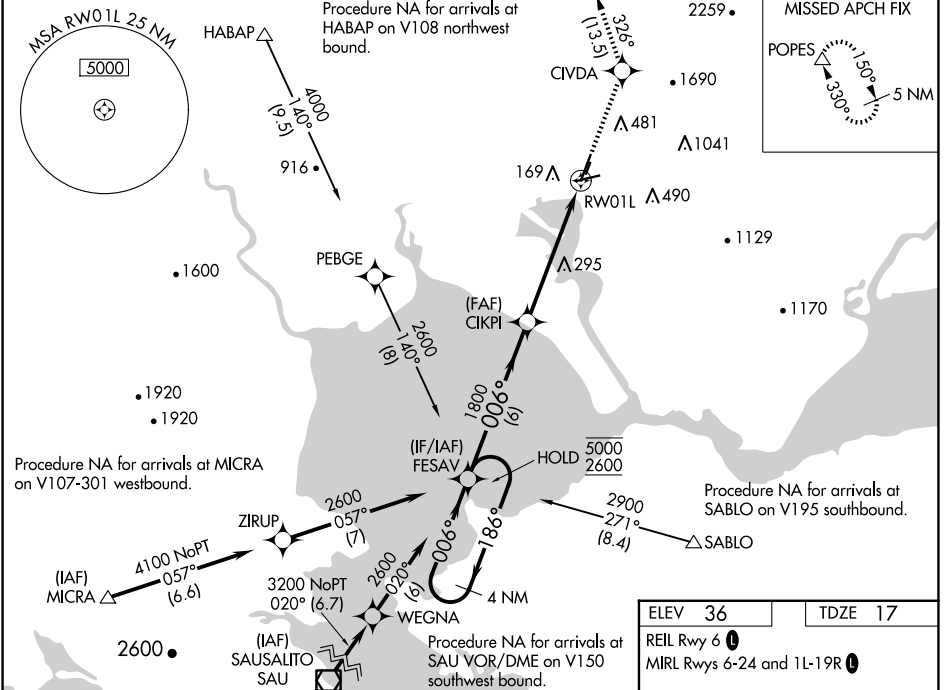 MSA RW01L 25 NM
5000
HABAP
Procedure NA for arrivals at
HABAP on V108 northwest
bound.
326°
(13.5)
2259
MISSED APCH FIX
POPES
150°
330°
5 NM
CIVDA
1690
4000
140°
(9.5)
481
1041
916
169
RW01L
490
1129
PEBGE
295
1600
(FAF)
CIKPI
1170
2600
140°
(8)
1920
1920
1800
006°
(6)
(IF/IAF)
FESAV
HOLD
5000
2600
Procedure NA for arrivals at MICRA
on V107-301 westbound.
Procedure NA for arrivals at
SABLO on V195 southbound.
2900
271°
(8.4)
SABLO
ZIRUP
2600
057°
(7)
006°
186°
4 NM
4100 NoPT
057°
(6.6)
(IAF)
MICRA
2600
020°
(6)
3200 NoPT
020° (6.7)
WEGNA
2600
(IAF)
SAUSALITO
SAU
Procedure NA for arrivals at
SAU VOR/DME on V150
southwest bound.
ELEV 36
TDZE 17
REIL Rwy 6 L
MIRL Rwys 6-24 and 1L-19R L